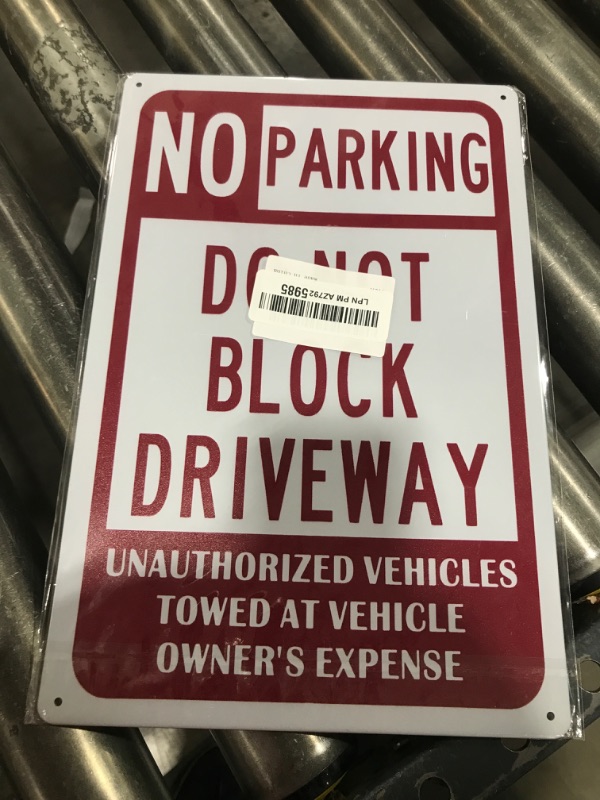 NO PARKING
DO NOT
LPN PM AZ7925985
BLOCK
DRIVEWAY
UNAUTHORIZED VEHICLES
TOWED AT VEHICLE
OWNER'S EXPENSE